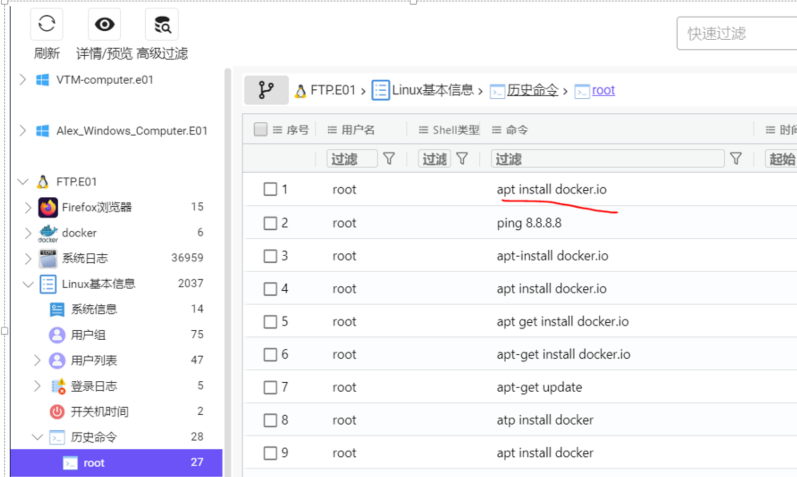 刷新 详情/预览 高级过滤 快速过滤
VTM-computer.e01
Alex_Windows_Computer.E01
FTP.E01
Firefox浏览器 15
docker 6
系统日志 36959
Linux基本信息 2037
系统信息 14
用户组 75
用户列表 47
登录日志 5
开关机时间 2
历史命令 28
root 27
FTP.E01 > Linux基本信息 > 历史命令 > root
序号 用户名 Shell类型 命令 时间
过滤 过滤 过滤 起始
1 root apt install docker.io
2 root ping 8.8.8.8
3 root apt-install docker.io
4 root apt install docker.io
5 root apt get install docker.io
6 root apt-get install docker.io
7 root apt-get update
8 root atp install docker
9 root apt install docker